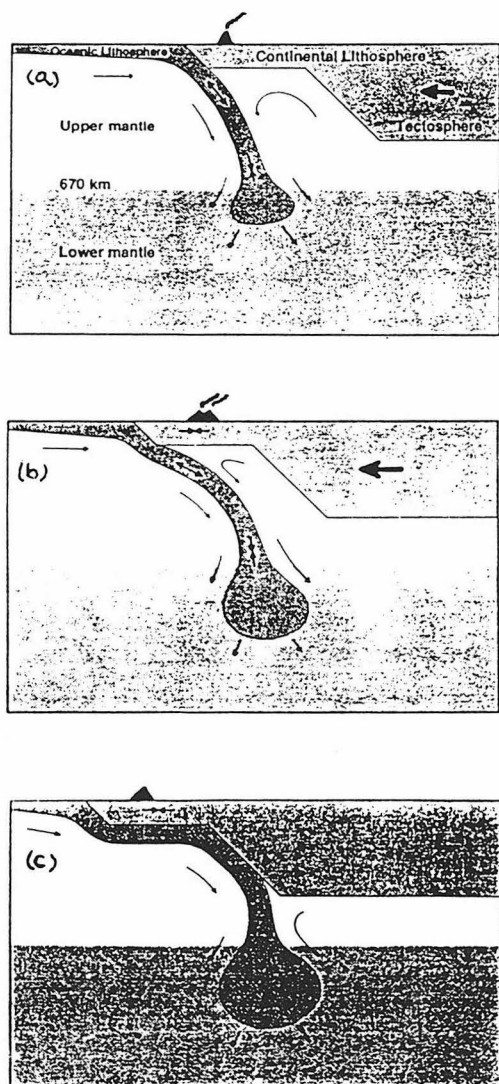 Oceanic Lithosphere
Continental Lithosphere
(a)
Upper mantle
Tectosphere
670 km
Lower mantle
(b)
(c)